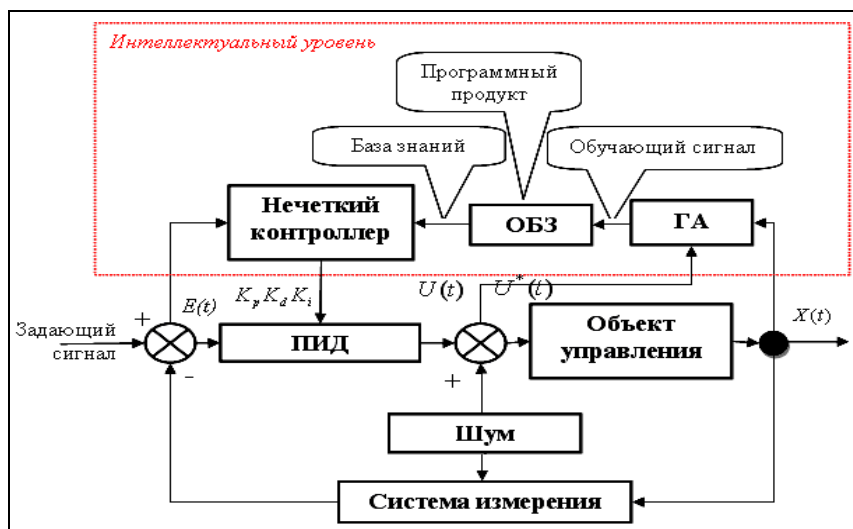 Интеллектуальный уровень
Программный
продукт
База знаний
Обучающий сигнал
Нечеткий
контроллер
ОБЗ
ГА
+
E(t)
K_p K_d K_i
U(t)
U*(t)
X(t)
Задающий
сигнал
ПИД
Объект
управления
-
+
Шум
Система измерения